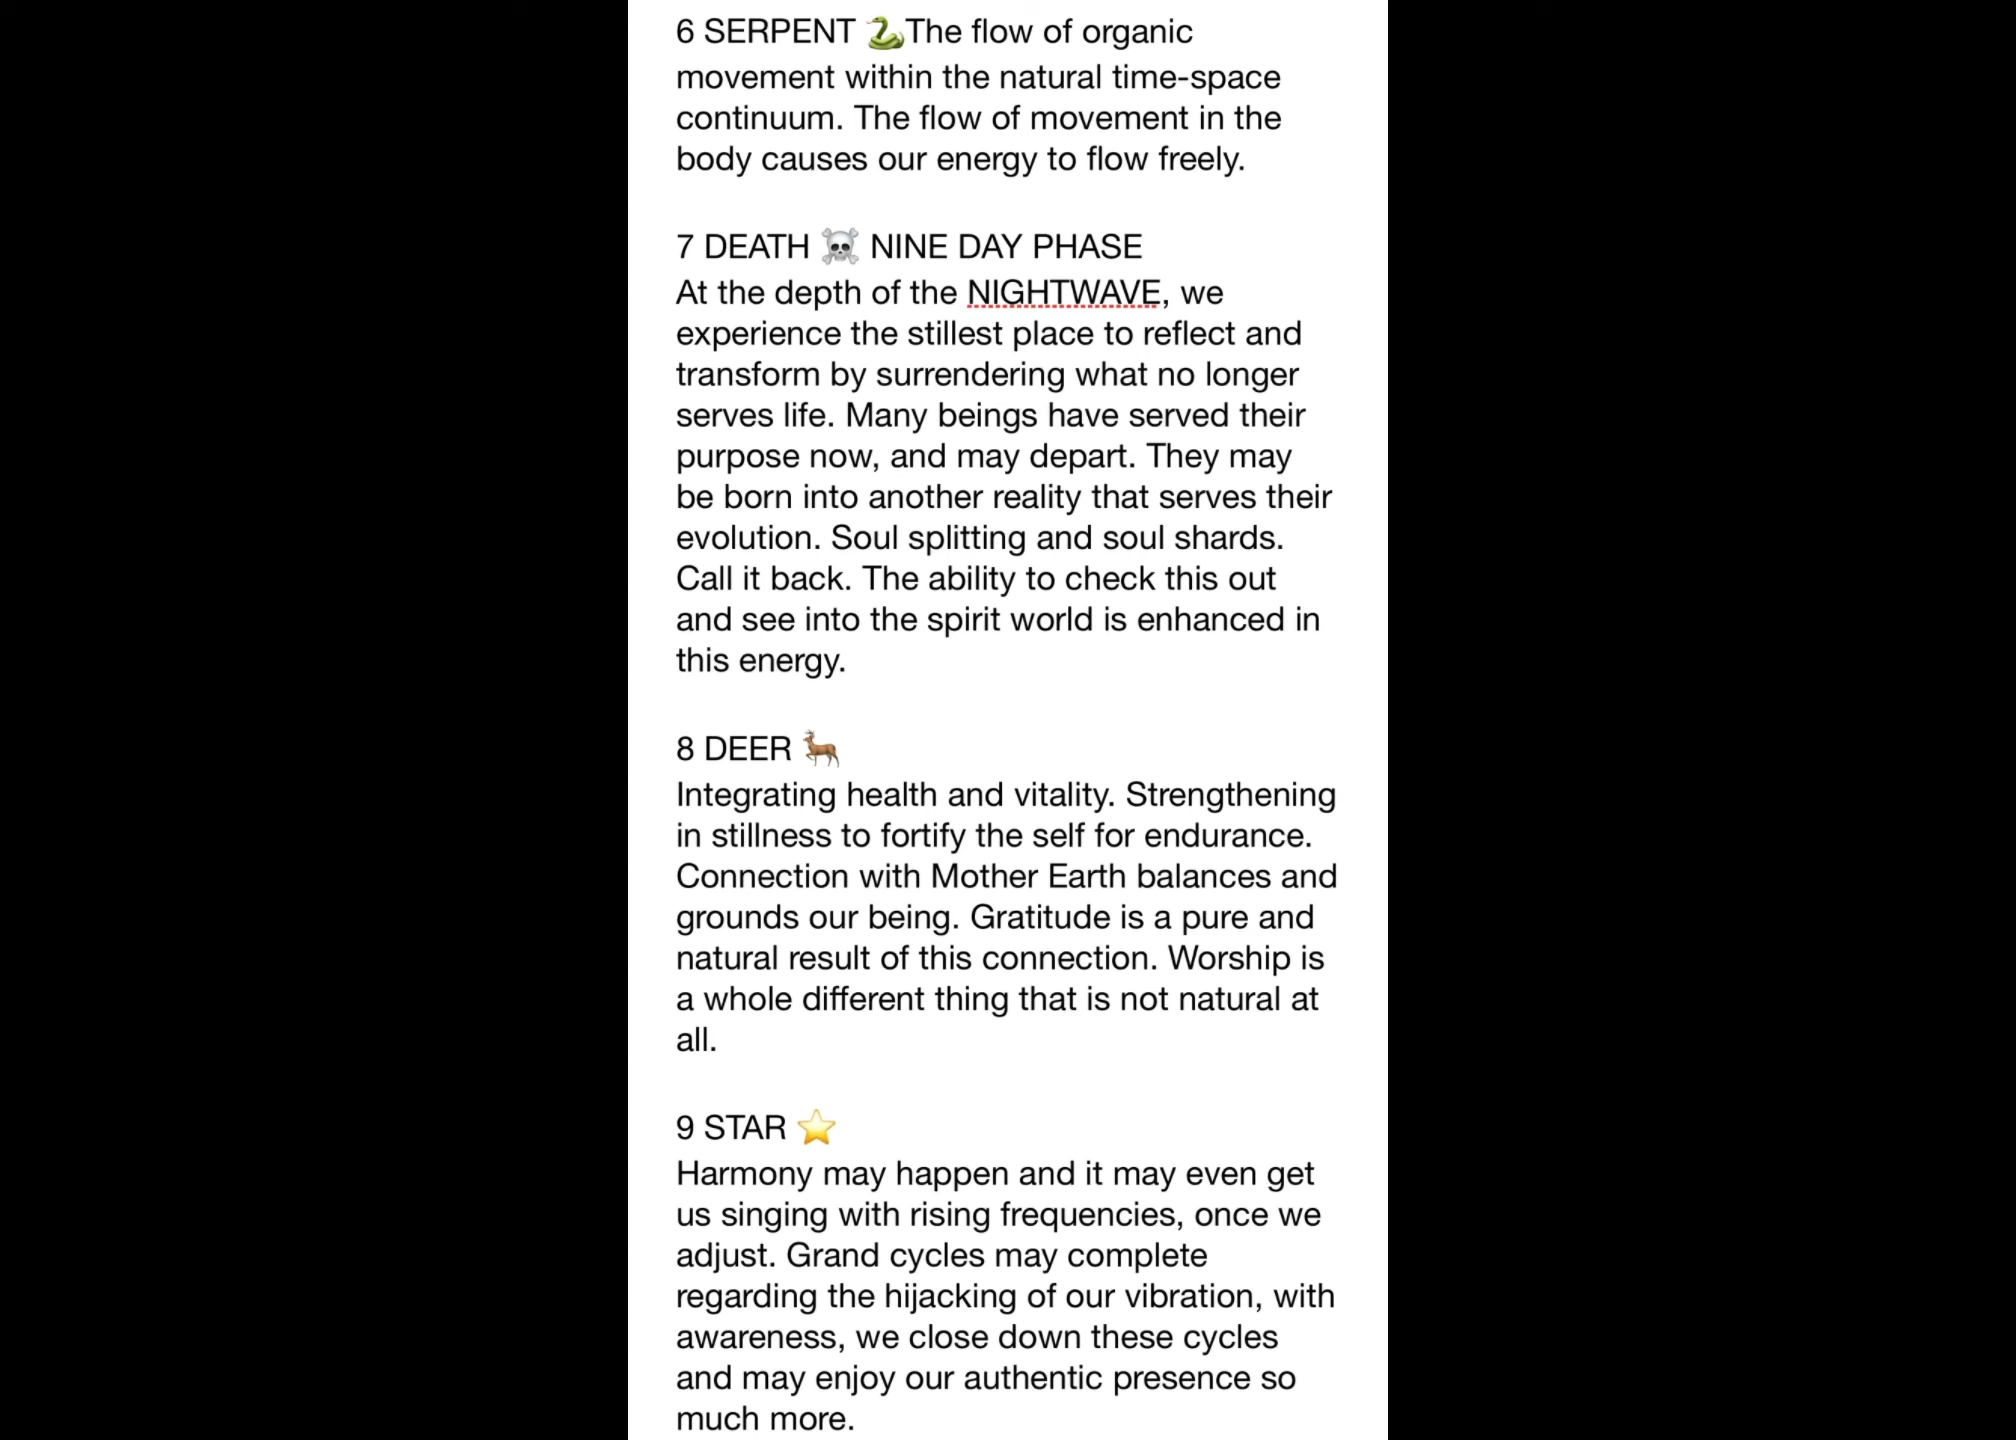 6 SERPENT 🐍The flow of organic
movement within the natural time-space
continuum. The flow of movement in the
body causes our energy to flow freely.
7 DEATH ☠️ NINE DAY PHASE
At the depth of the NIGHTWAVE, we
experience the stillest place to reflect and
transform by surrendering what no longer
serves life. Many beings have served their
purpose now, and may depart. They may
be born into another reality that serves their
evolution. Soul splitting and soul shards.
Call it back. The ability to check this out
and see into the spirit world is enhanced in
this energy.
8 DEER 🦌
Integrating health and vitality. Strengthening
in stillness to fortify the self for endurance.
Connection with Mother Earth balances and
grounds our being. Gratitude is a pure and
natural result of this connection. Worship is
a whole different thing that is not natural at
all.
9 STAR ⭐
Harmony may happen and it may even get
us singing with rising frequencies, once we
adjust. Grand cycles may complete
regarding the hijacking of our vibration, with
awareness, we close down these cycles
and may enjoy our authentic presence so
much more.